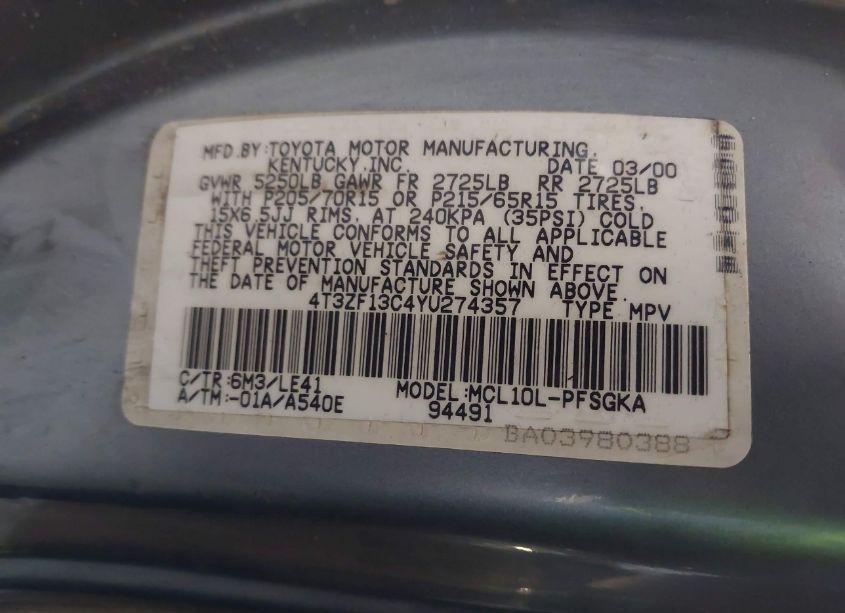 MFD.BY:TOYOTA MOTOR MANUFACTURING,
KENTUCKY,INC. DATE 03/00
GVWR 5250LB GAWR FR 2725LB RR 2725LB
WITH P205/70R15 OR P215/65R15 TIRES,
15X6.5JJ RIMS, AT 240KPA (35PSI) COLD
THIS VEHICLE CONFORMS TO ALL APPLICABLE
FEDERAL MOTOR VEHICLE SAFETY AND
THEFT PREVENTION STANDARDS IN EFFECT ON
THE DATE OF MANUFACTURE SHOWN ABOVE.
4T3ZF13C4YU274357 TYPE MPV
C/TR:6M3/LE41 MODEL:MCL10L-PFSGKA
A/TM:-01A/A540E 94491
BA03980388